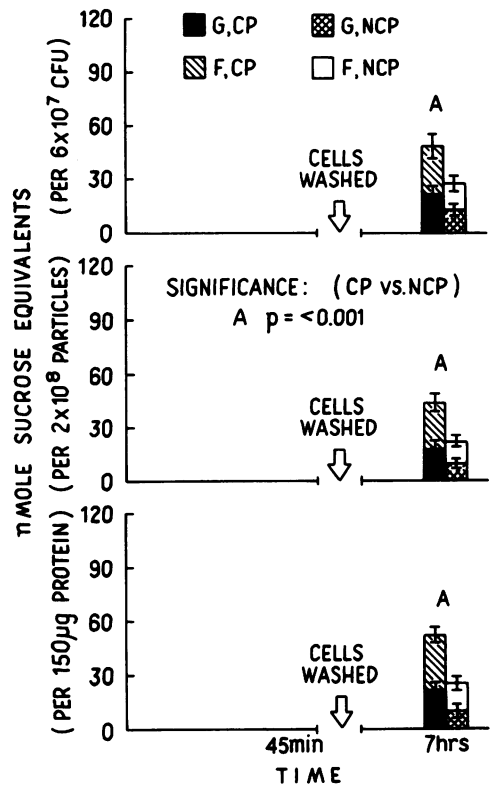 nMOLE SUCROSE EQUIVALENTS
(PER 6x10⁷ CFU)
120
90
60
30
0
G,CP
G,NCP
F,CP
F,NCP
CELLS
WASHED
A
(PER 2x10⁸ PARTICLES)
120
90
60
30
0
SIGNIFICANCE: (CP vs.NCP)
A p = <0.001
CELLS
WASHED
A
(PER 150µg PROTEIN)
120
90
60
30
0
CELLS
WASHED
A
45min
7hrs
TIME